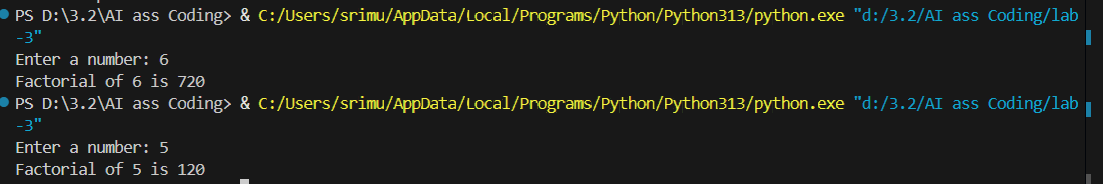 PS D:\3.2\AI ass Coding> & C:/Users/srimu/AppData/Local/Programs/Python/Python313/python.exe "d:/3.2/AI ass Coding/lab
-3"
Enter a number: 6
Factorial of 6 is 720
PS D:\3.2\AI ass Coding> & C:/Users/srimu/AppData/Local/Programs/Python/Python313/python.exe "d:/3.2/AI ass Coding/lab
-3"
Enter a number: 5
Factorial of 5 is 120